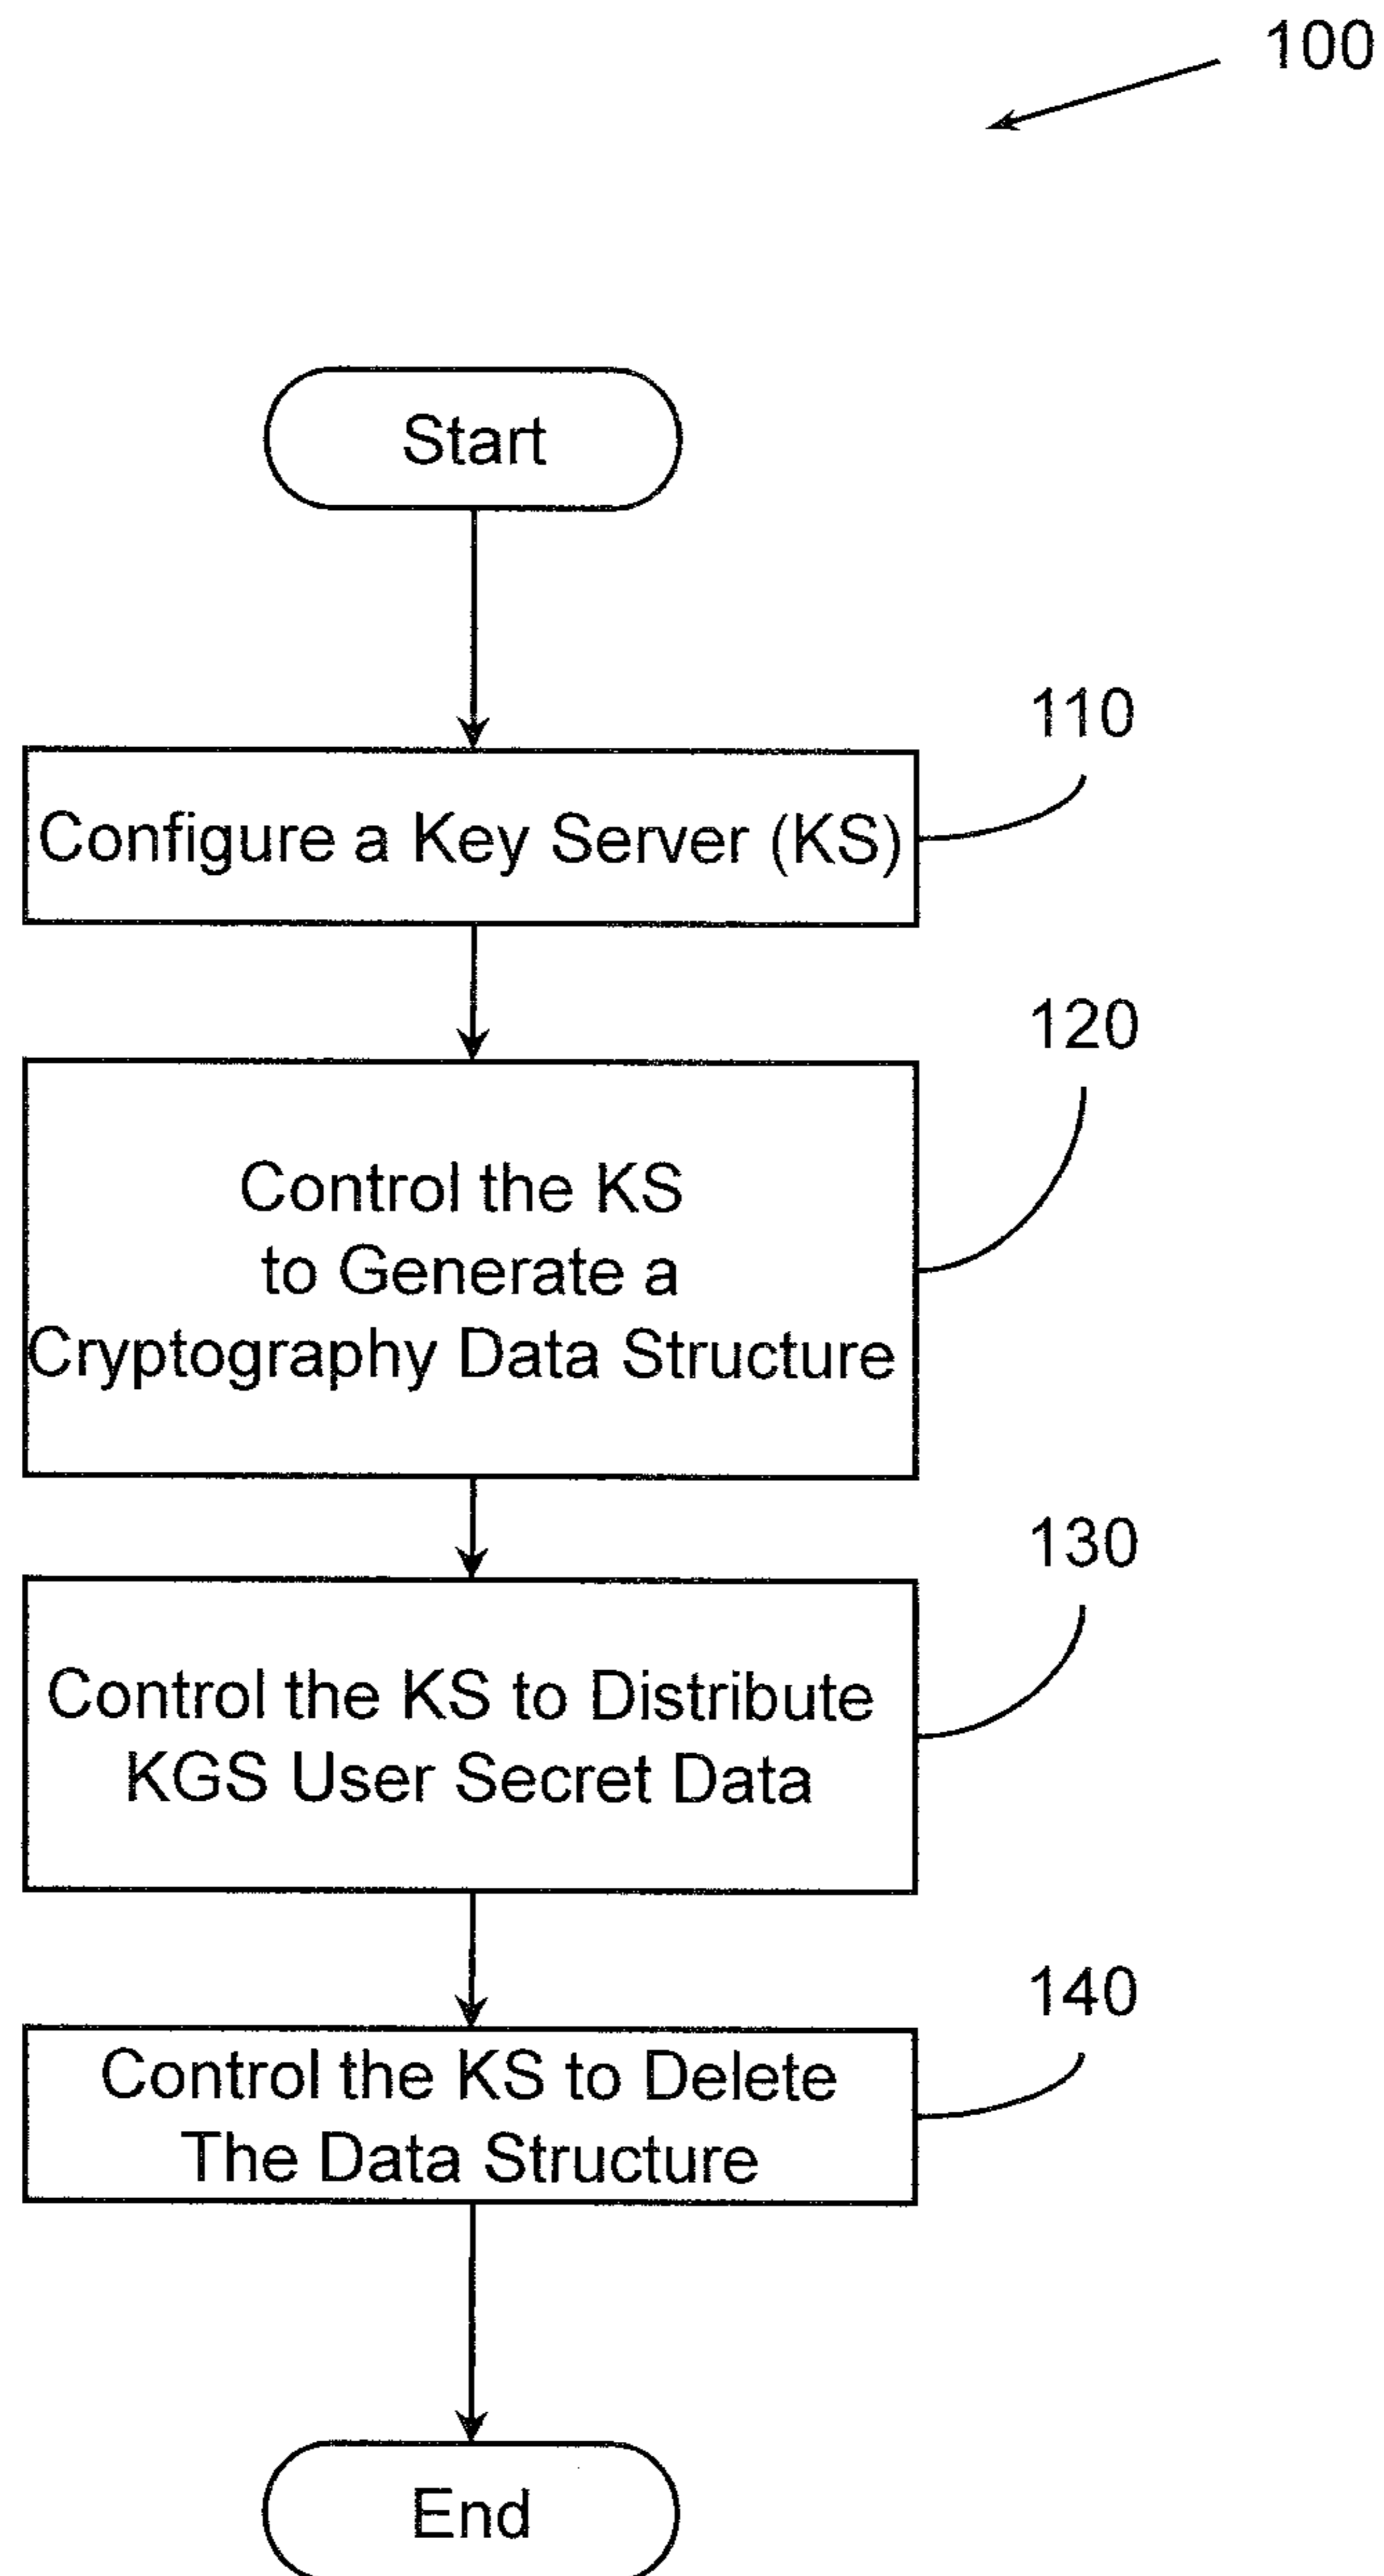 100
Start
110
Configure a Key Server (KS)
120
Control the KS
to Generate a
Cryptography Data Structure
130
Control the KS to Distribute
KGS User Secret Data
140
Control the KS to Delete
The Data Structure
End